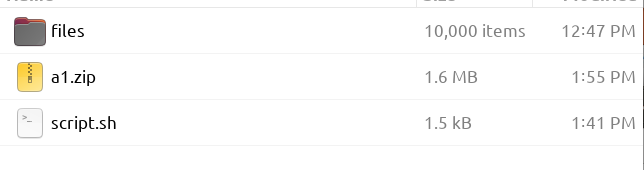 files 10,000 items 12:47 PM
a1.zip 1.6 MB 1:55 PM
script.sh 1.5 kB 1:41 PM